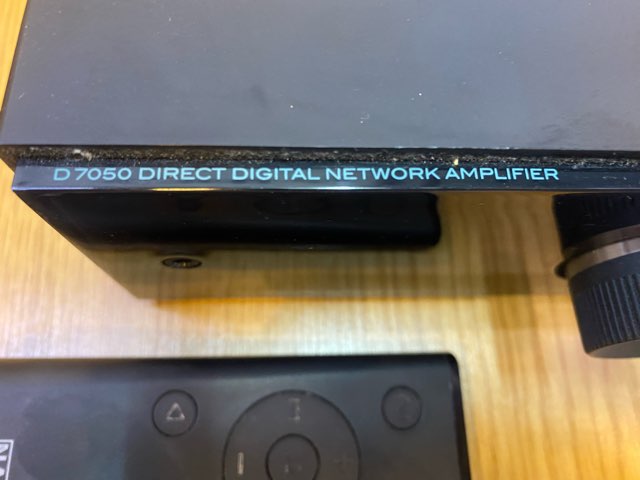 D 7050 DIRECT DIGITAL NETWORK AMPLIFIER